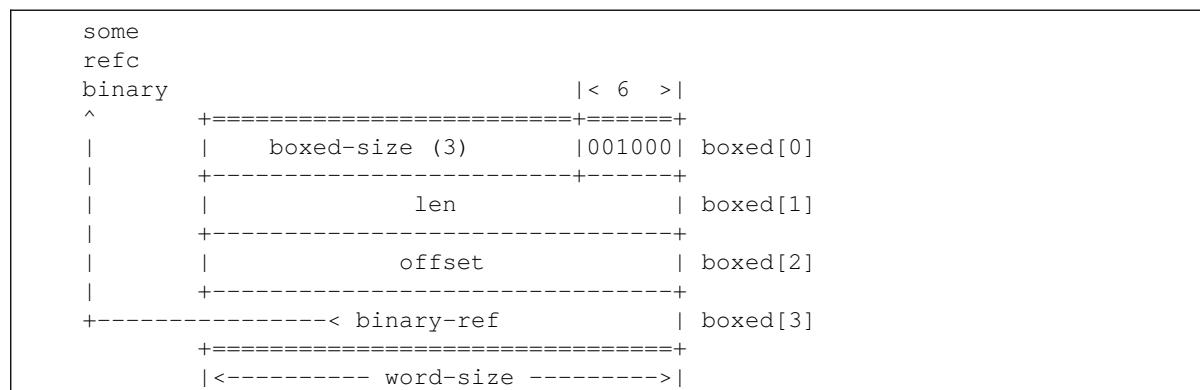 some
refc
binary                            |< 6  >|
^       +=========================+======+
|       |    boxed-size (3)       |001000| boxed[0]
|       +-------------------------+------+
|       |              len               | boxed[1]
|       +--------------------------------+
|       |             offset             | boxed[2]
|       +--------------------------------+
+----------------< binary-ref            | boxed[3]
        +================================+
        |<---------- word-size --------->|